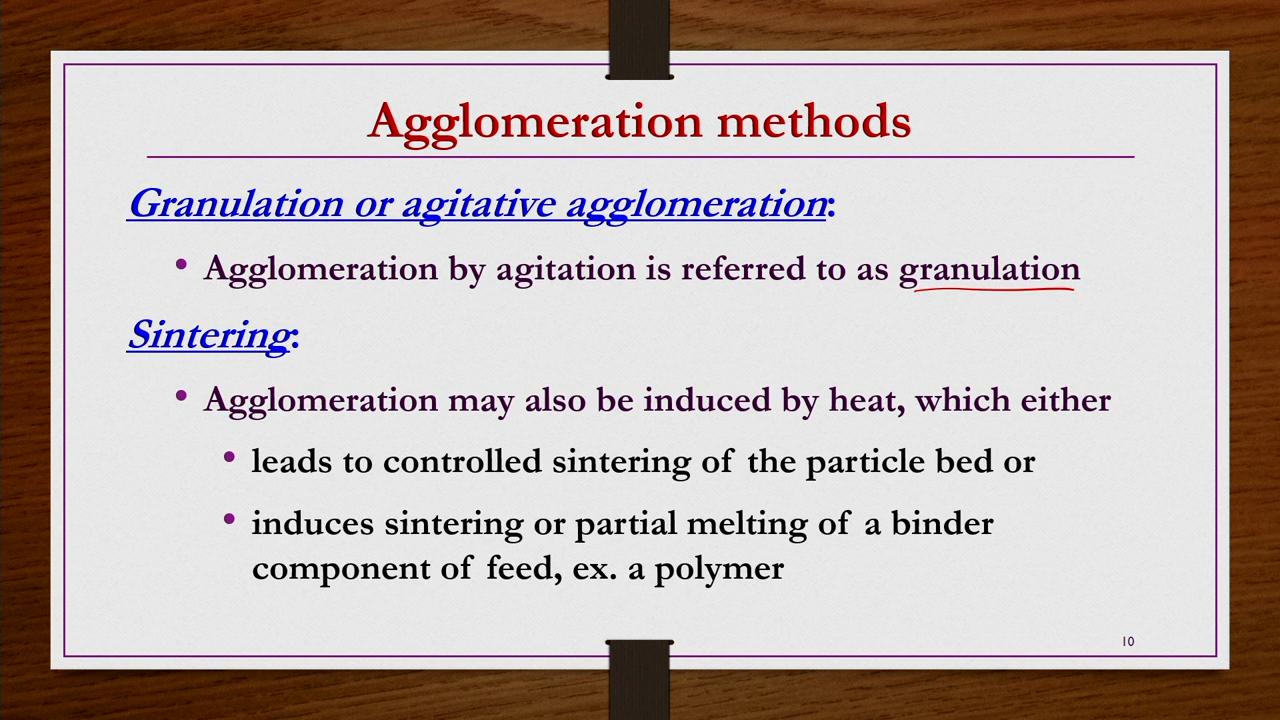 Agglomeration methods
Granulation or agitative agglomeration:
• Agglomeration by agitation is referred to as granulation
Sintering:
• Agglomeration may also be induced by heat, which either
• leads to controlled sintering of the particle bed or
• induces sintering or partial melting of a binder
component of feed, ex. a polymer
10